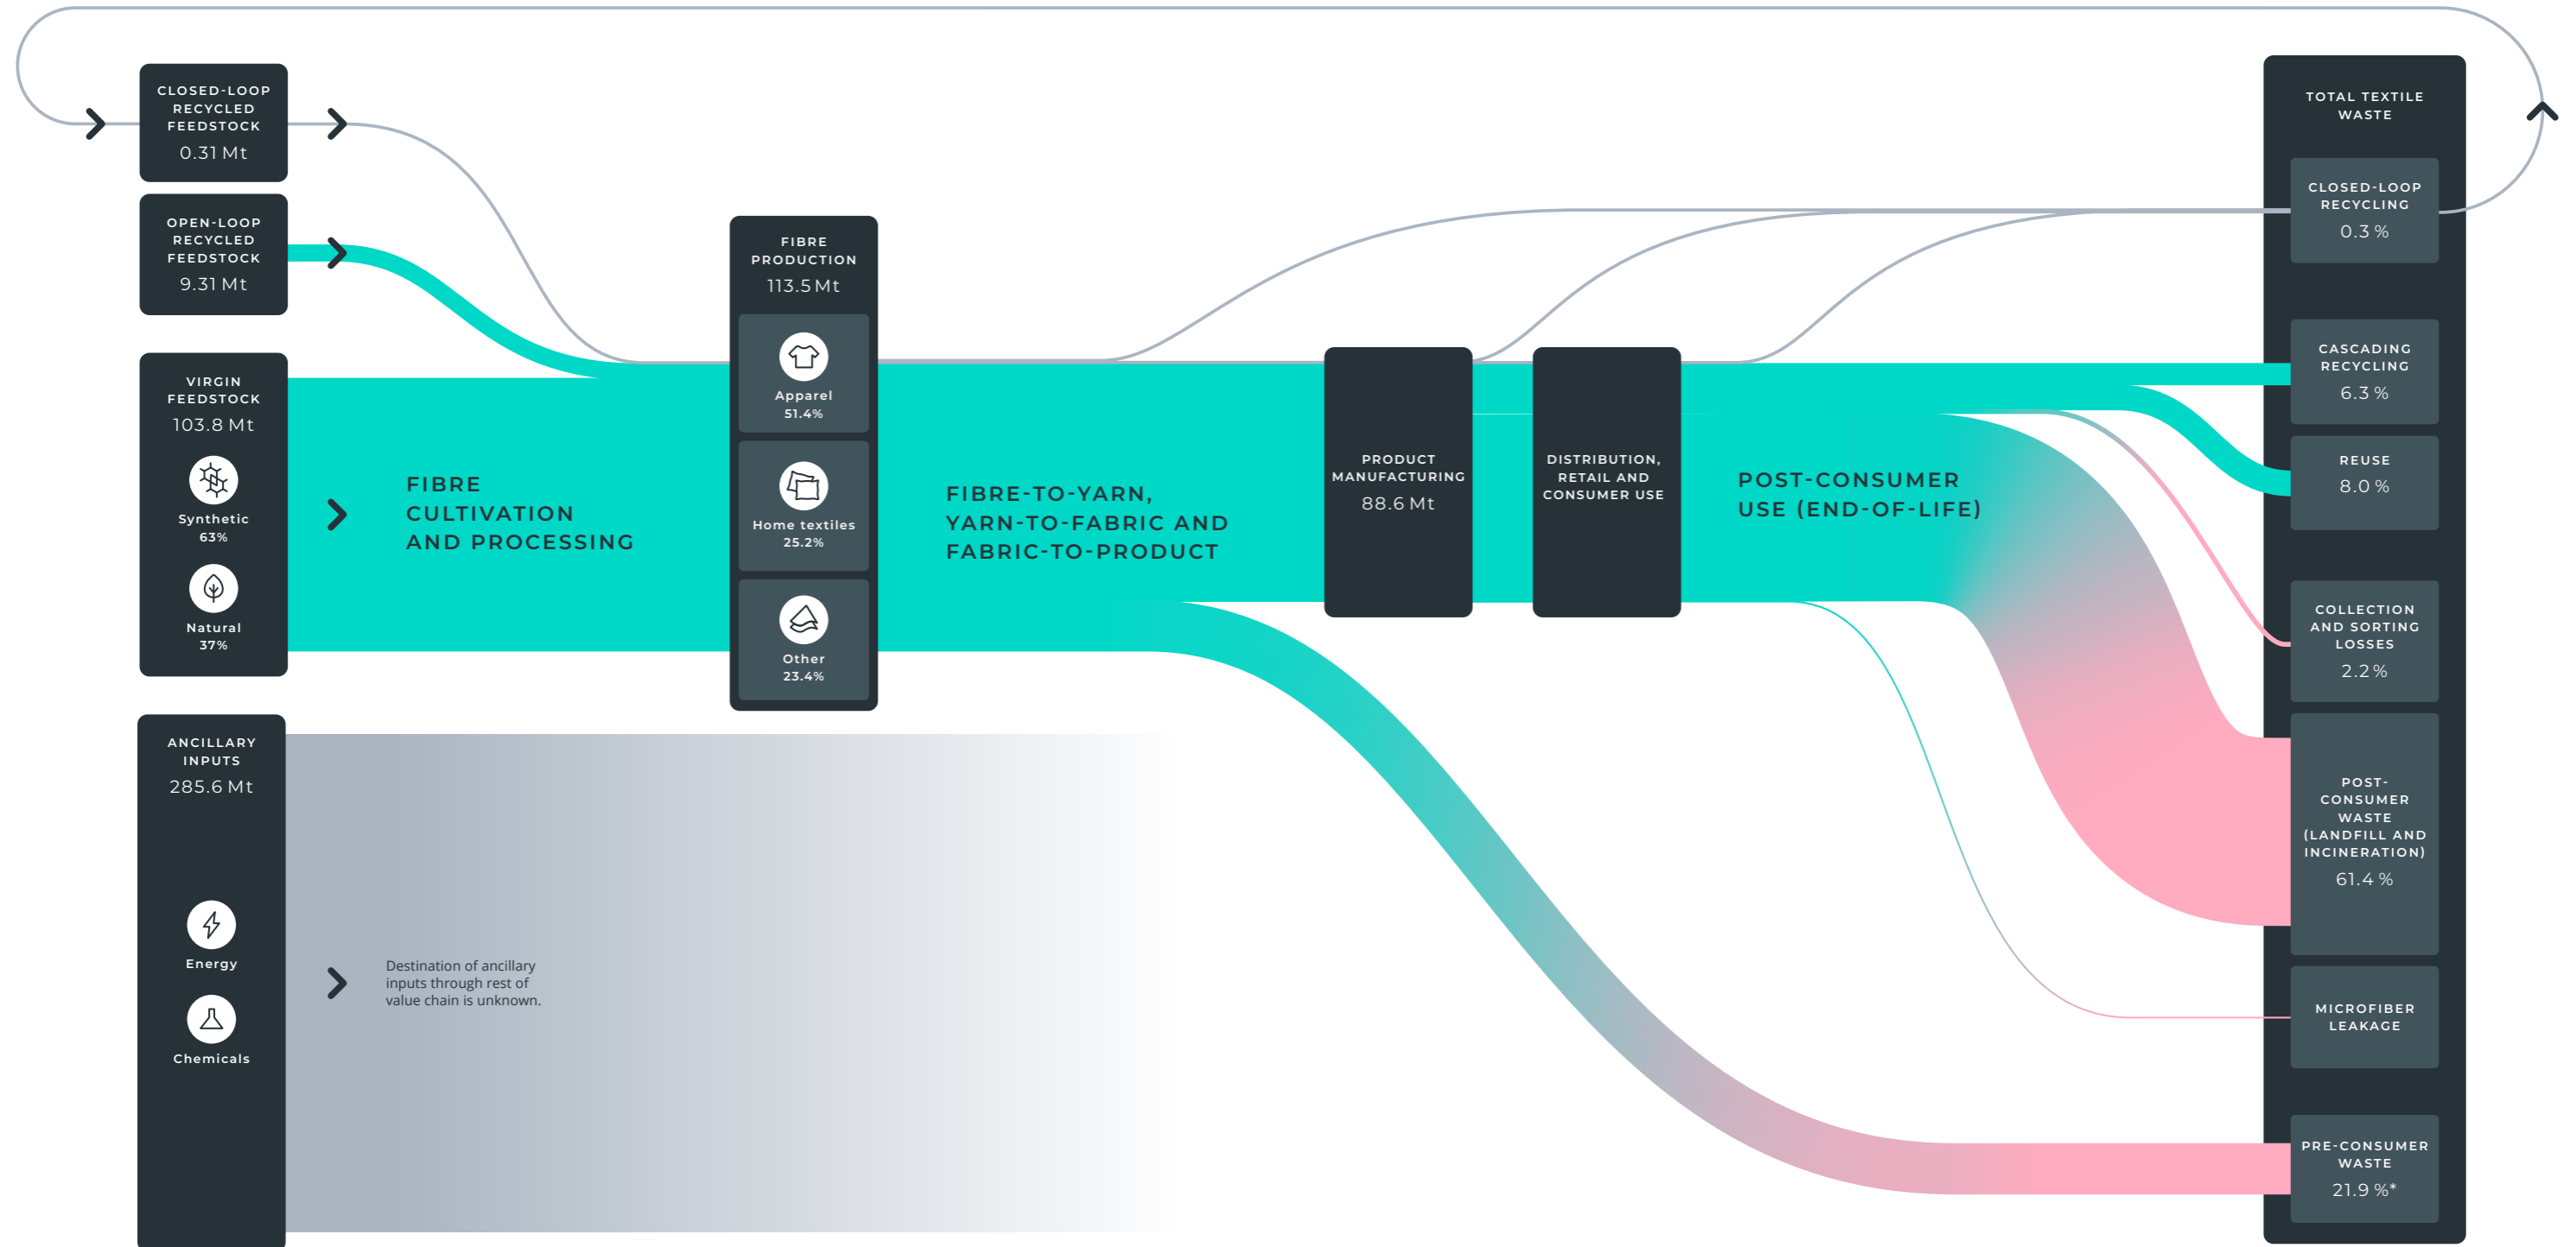 CLOSED-LOOP
RECYCLED
FEEDSTOCK
0.31 Mt
OPEN-LOOP
RECYCLED
FEEDSTOCK
9.31 Mt
VIRGIN
FEEDSTOCK
103.8 Mt
Synthetic
63%
Natural
37%
ANCILLARY
INPUTS
285.6 Mt
Energy
Chemicals
FIBRE
CULTIVATION
AND PROCESSING
Destination of ancillary
inputs through rest of
value chain is unknown.
FIBRE
PRODUCTION
113.5 Mt
Apparel
51.4%
Home textiles
25.2%
Other
23.4%
FIBRE-TO-YARN,
YARN-TO-FABRIC AND
FABRIC-TO-PRODUCT
PRODUCT
MANUFACTURING
88.6 Mt
DISTRIBUTION,
RETAIL AND
CONSUMER USE
POST-CONSUMER
USE (END-OF-LIFE)
TOTAL TEXTILE
WASTE
CLOSED-LOOP
RECYCLING
0.3 %
CASCADING
RECYCLING
6.3 %
REUSE
8.0 %
COLLECTION
AND SORTING
LOSSES
2.2 %
POST-
CONSUMER
WASTE
(LANDFILL AND
INCINERATION)
61.4 %
MICROFIBER
LEAKAGE
PRE-CONSUMER
WASTE
21.9 %*